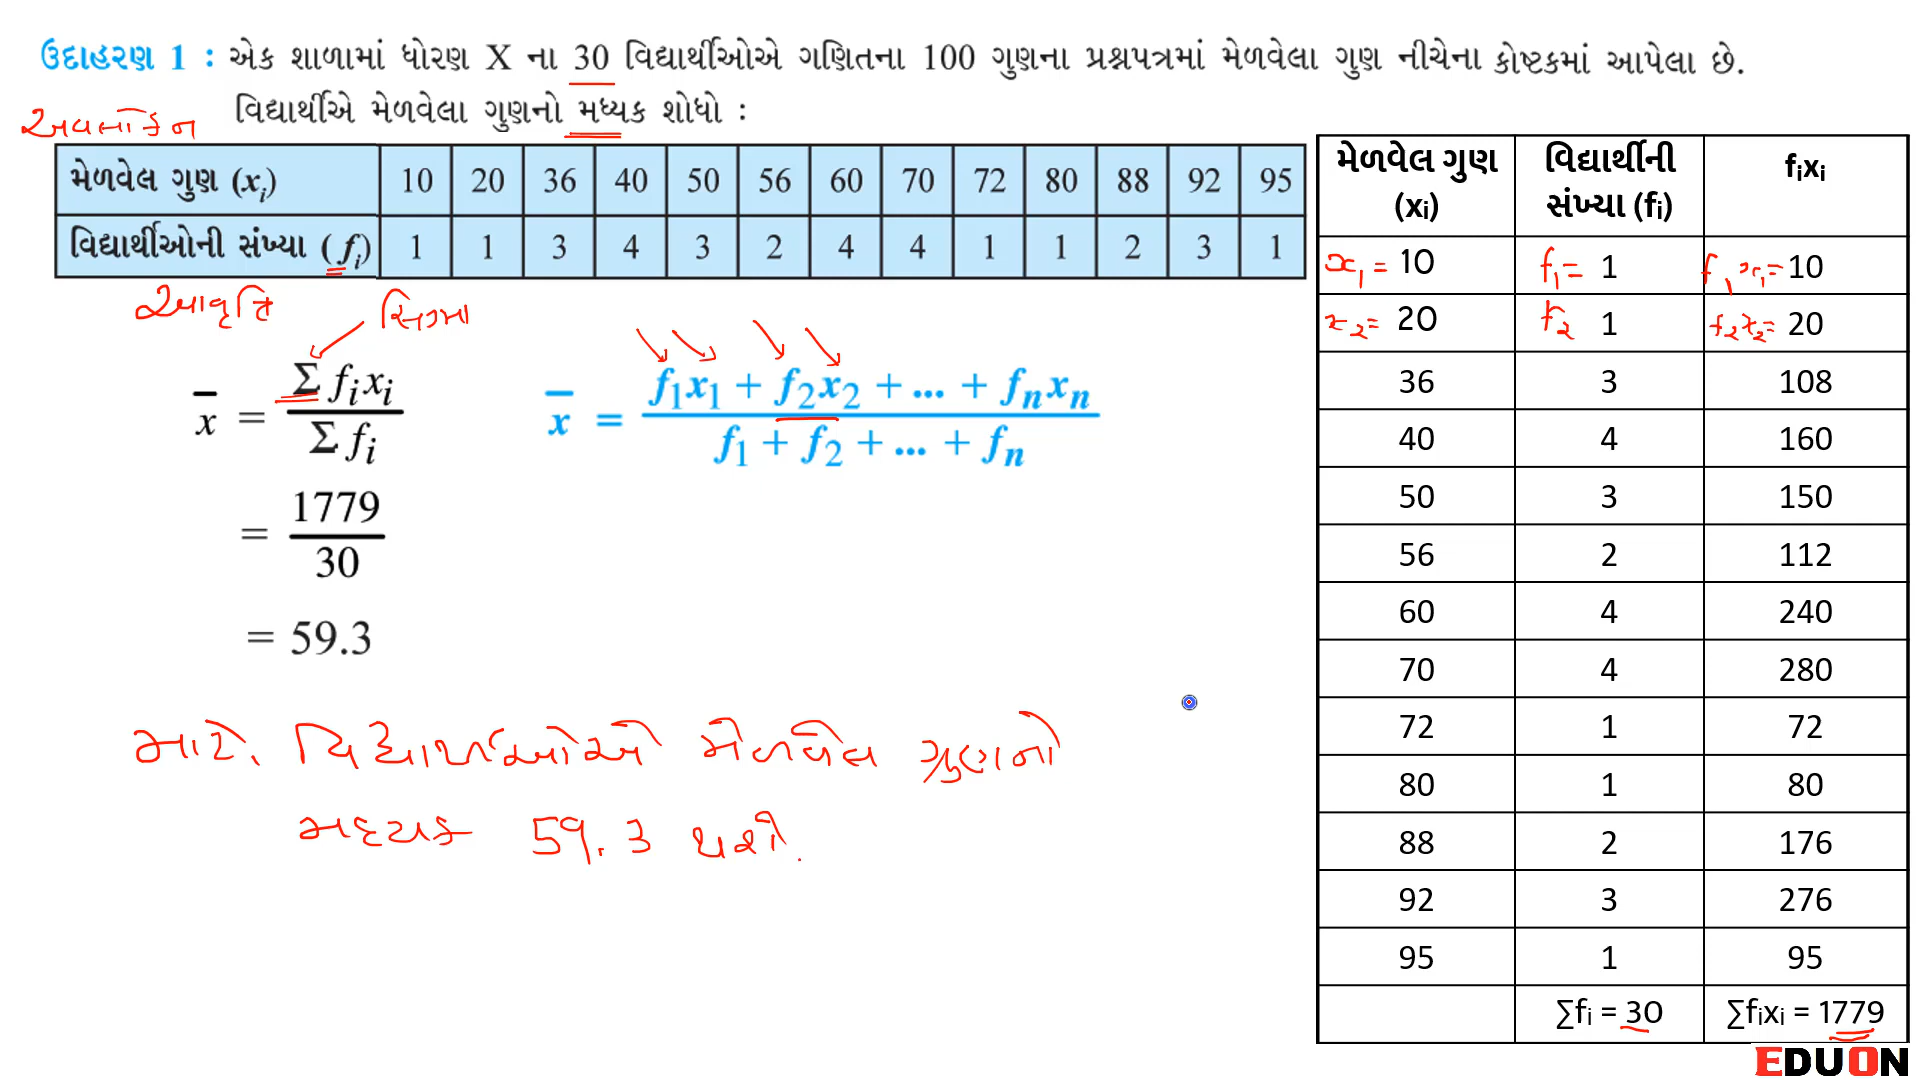 ઉદાહરણ 1 : એક શાળામાં ધોરણ X ના 30 વિદ્યાર્થીઓએ ગણિતના 100 ગુણના પ્રશ્નપત્રમાં મેળવેલા ગુણ નીચેના કોષ્ટકમાં આપેલા છે.
વિદ્યાર્થીએ મેળવેલા ગુણનો મધ્યક શોધો :
અવલોકન
મેળવેલ ગુણ (xᵢ) 10 20 36 40 50 56 60 70 72 80 88 92 95
વિદ્યાર્થીઓની સંખ્યા (fᵢ) 1 1 3 4 3 2 4 4 1 1 2 3 1
આવૃતિ
સિગ્મા
x̄ = Σ fᵢxᵢ / Σ fᵢ
= 1779 / 30
= 59.3
x̄ = f₁x₁ + f₂x₂ + ... + fₙxₙ / f₁ + f₂ + ... + fₙ
માટે, વિદ્યાર્થીઓએ મેળવેલ ગુણનો
મધ્યક 59.3 થશે.
મેળવેલ ગુણ (xᵢ) વિદ્યાર્થીની સંખ્યા (fᵢ) fᵢxᵢ
x₁ = 10 f₁ = 1 f₁x₁ = 10
x₂ = 20 f₂ 1 f₂x₂ = 20
36 3 108
40 4 160
50 3 150
56 2 112
60 4 240
70 4 280
72 1 72
80 1 80
88 2 176
92 3 276
95 1 95
∑fᵢ = 30 ∑fᵢxᵢ = 1779
EDUON